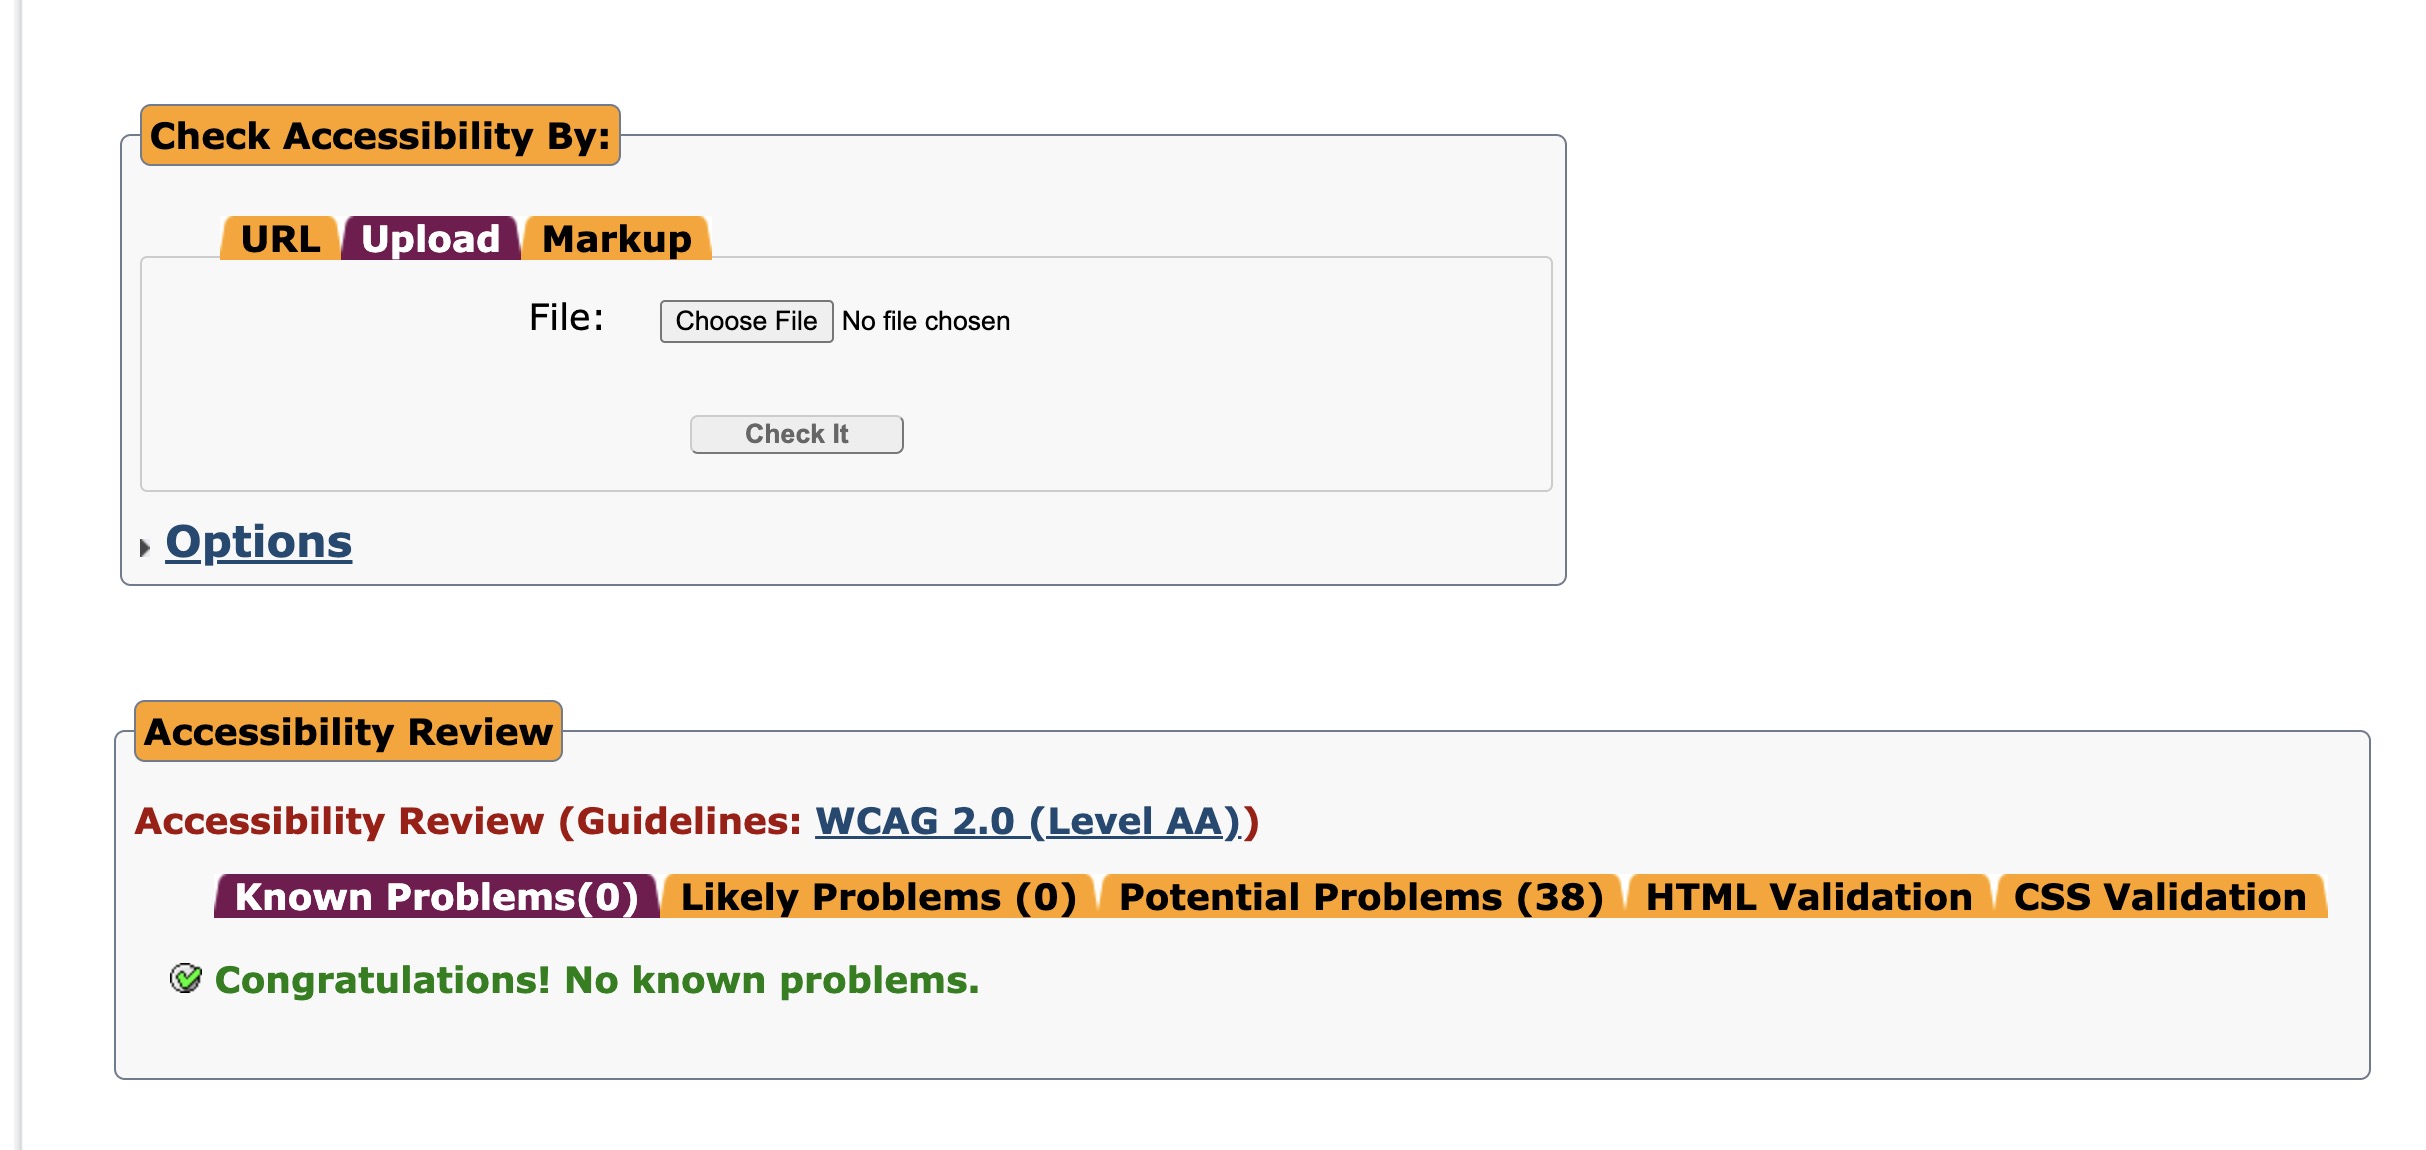 Check Accessibility By:
URL Upload Markup
File: Choose File No file chosen
Check It
Options
Accessibility Review
Accessibility Review (Guidelines: WCAG 2.0 (Level AA))
Known Problems(0) Likely Problems (0) Potential Problems (38) HTML Validation CSS Validation
Congratulations! No known problems.